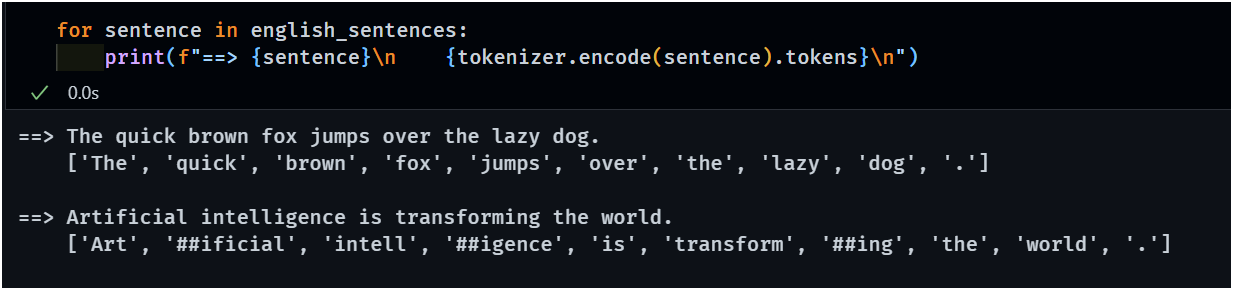 for sentence in english_sentences:
    print(f"==> {sentence}\n    {tokenizer.encode(sentence).tokens}\n")
✓ 0.0s
==> The quick brown fox jumps over the lazy dog.
    ['The', 'quick', 'brown', 'fox', 'jumps', 'over', 'the', 'lazy', 'dog', '.']
==> Artificial intelligence is transforming the world.
    ['Art', '##ificial', 'intell', '##igence', 'is', 'transform', '##ing', 'the', 'world', '.']